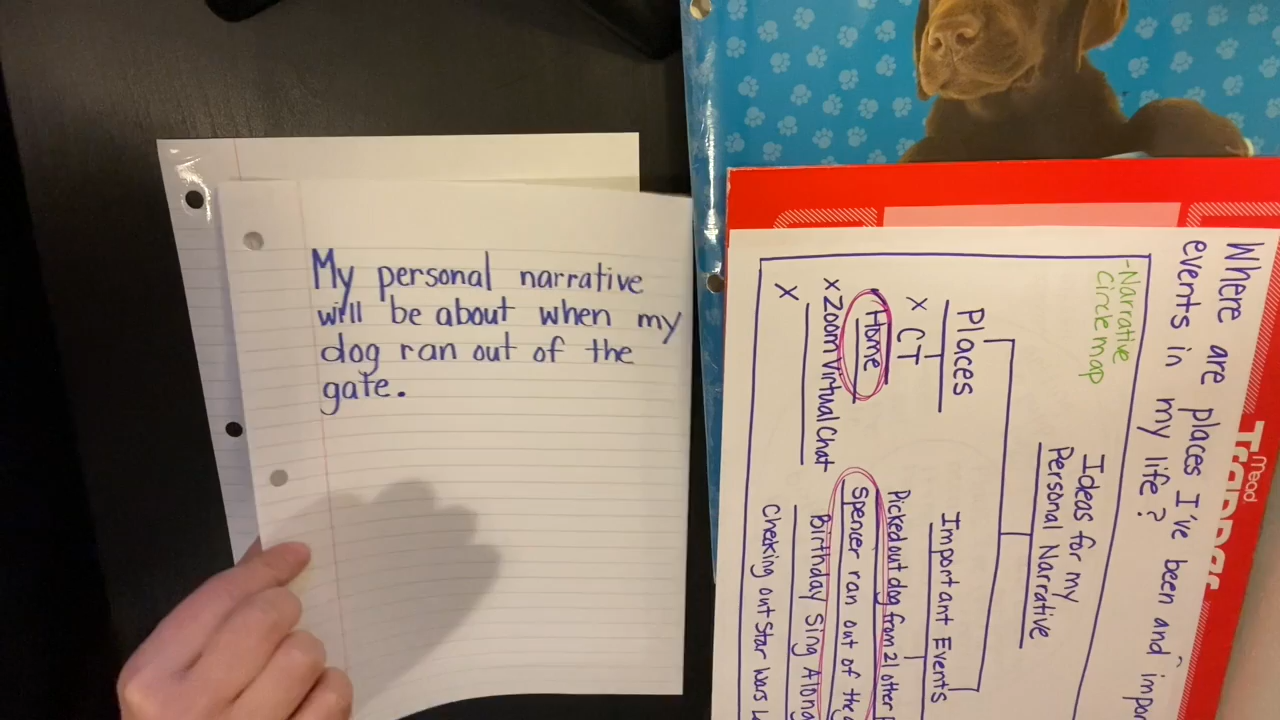 My personal narrative
will be about when my
dog ran out of the
gate.
Where are places I've been and
events in my life?
-Narrative
Circle map
Ideas for my
Personal Narrative
Places
x CT
Home
x Zoom Virtual Chat
x
Important Events
Picked out dog from 21 other
Spencer ran out of the
Birthday Sing Along
Checking out Star Wars
mead